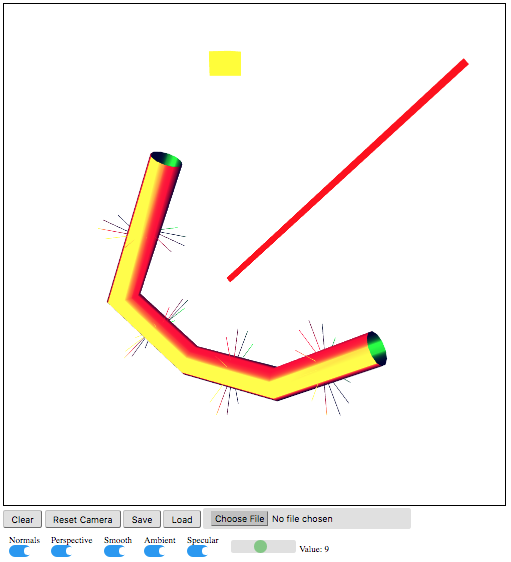 Clear Reset Camera Save Load Choose File No file chosen
Normals Perspective Smooth Ambient Specular
Value: 9